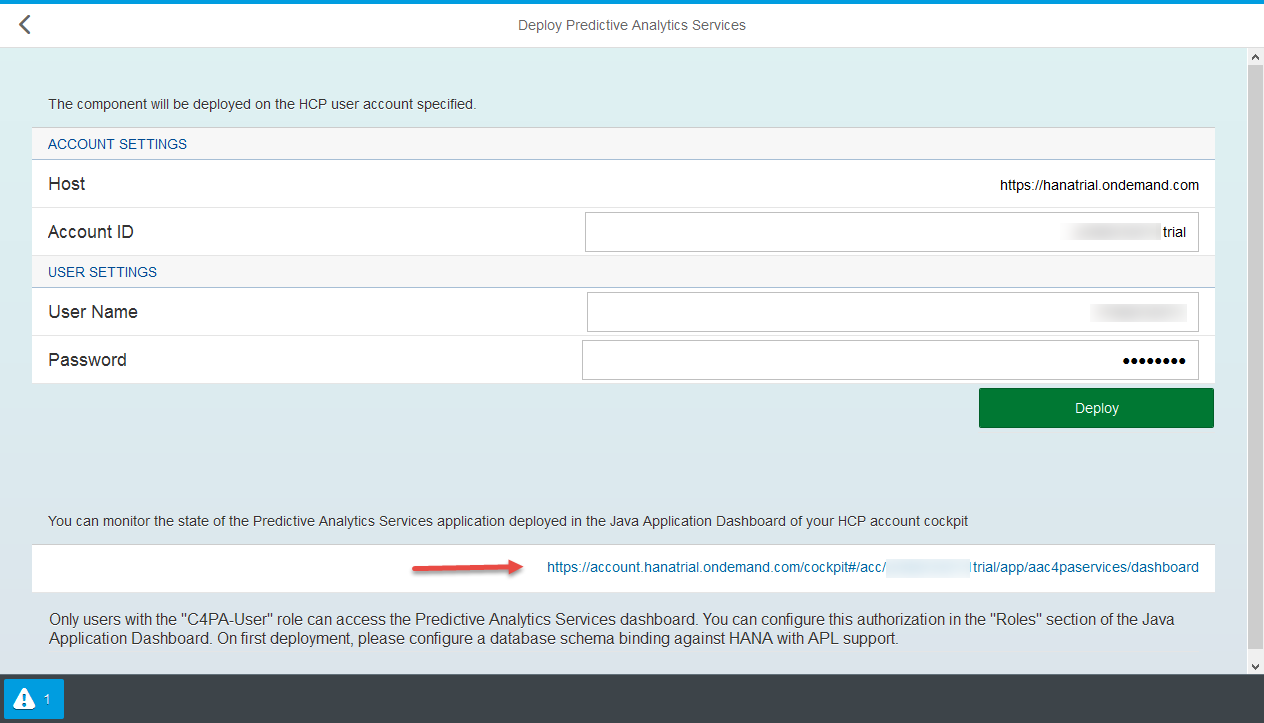 Deploy Predictive Analytics Services
The component will be deployed on the HCP user account specified.
ACCOUNT SETTINGS
Host
https://hanatrial.ondemand.com
Account ID
trial
USER SETTINGS
User Name
Password
••••••••
Deploy
You can monitor the state of the Predictive Analytics Services application deployed in the Java Application Dashboard of your HCP account cockpit
https://account.hanatrial.ondemand.com/cockpit#/acc/ trial/app/aac4paservices/dashboard
Only users with the "C4PA-User" role can access the Predictive Analytics Services dashboard. You can configure this authorization in the "Roles" section of the Java
Application Dashboard. On first deployment, please configure a database schema binding against HANA with APL support.
1